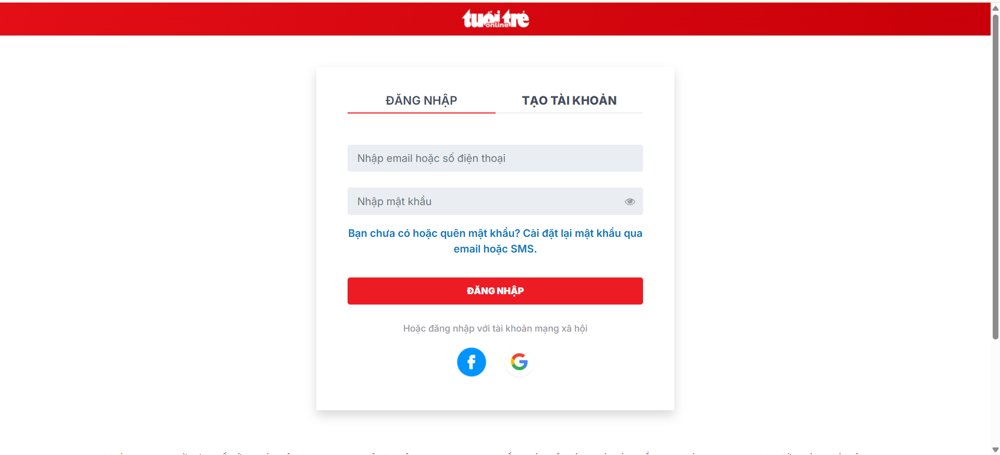 tuổi trẻ
online
ĐĂNG NHẬP
TẠO TÀI KHOẢN
Nhập email hoặc số điện thoại
Nhập mật khẩu
Bạn chưa có hoặc quên mật khẩu? Cài đặt lại mật khẩu qua
email hoặc SMS.
ĐĂNG NHẬP
Hoặc đăng nhập với tài khoản mạng xã hội
f
G